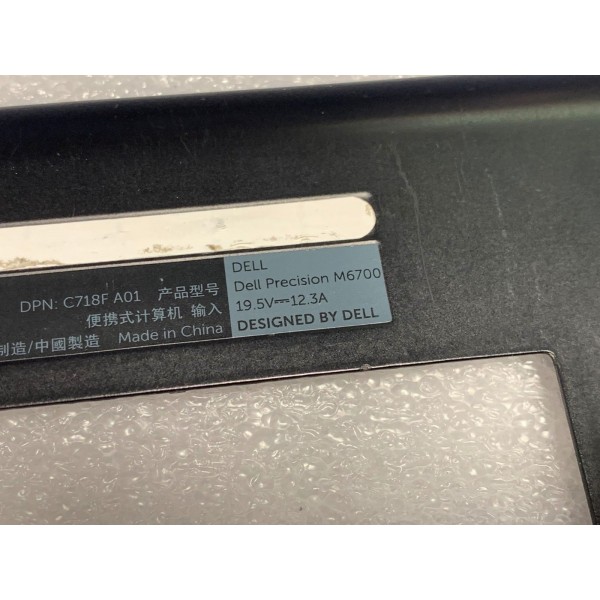 DPN: C718F A01 产品型号
便携式计算机 输入
制造/中國製造 Made in China
DELL
Dell Precision M6700
19.5V⎓12.3A
DESIGNED BY DELL